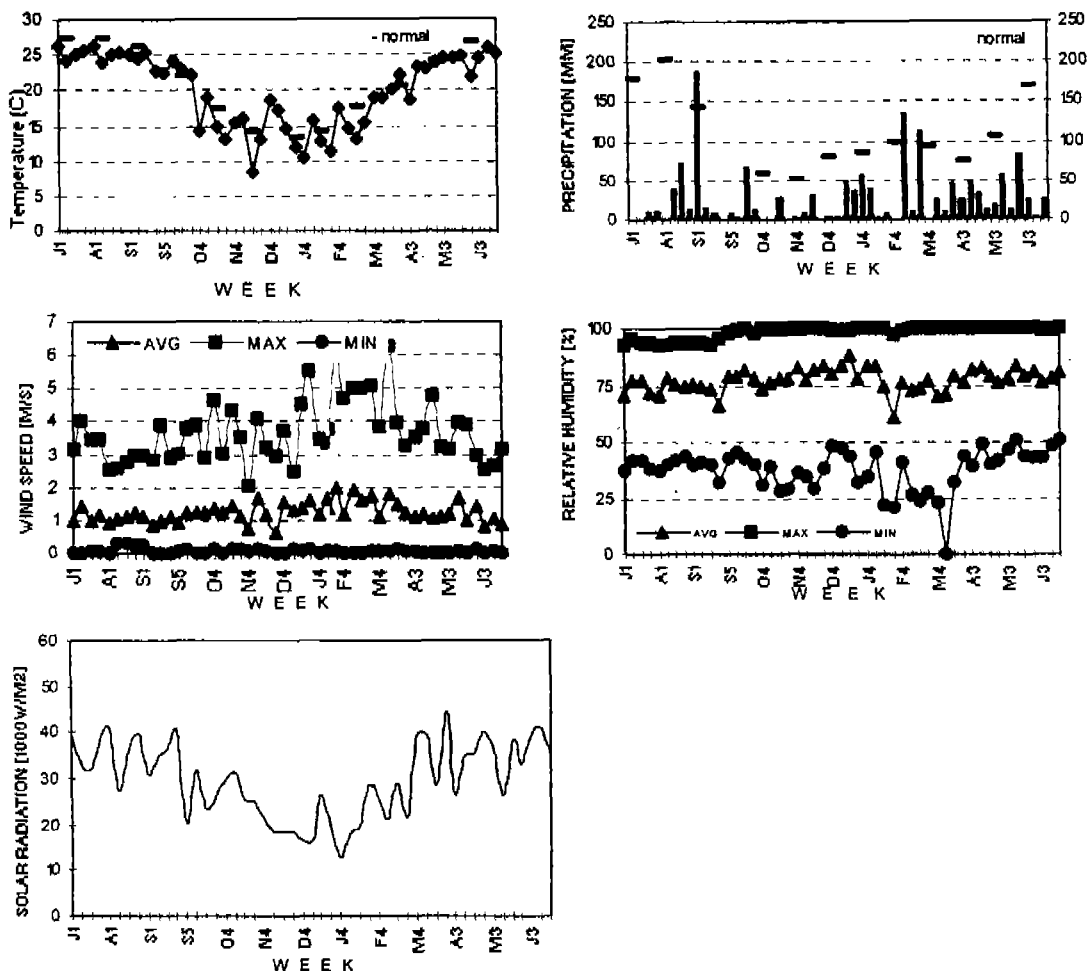 Temperature [C]
30
25
20
15
10
5
0
- normal
J1 A1 S1 S5 O4 N4 D4 J4 F4 M4 A3 M3 J3
W E E K
PRECIPITATION [MM]
250
200
150
100
50
0
normal
250
200
150
100
50
0
J1 A1 S1 S5 O4 N4 D4 J4 F4 M4 A3 M3 J3
W E E K
WIND SPEED [M/S]
7
6
5
4
3
2
1
0
AVG MAX MIN
J1 A1 S1 S5 O4 N4 D4 J4 F4 M4 A3 M3 J3
W E E K
RELATIVE HUMIDITY [%]
100
75
50
25
0
AVG MAX MIN
J1 A1 S1 S5 O4 N4 D4 J4 F4 M4 A3 M3 J3
W E E K
SOLAR RADIATION [1000W/M2]
60
50
40
30
20
10
0
J1 A1 S1 S5 O4 N4 D4 J4 F4 M4 A3 M3 J3
W E E K